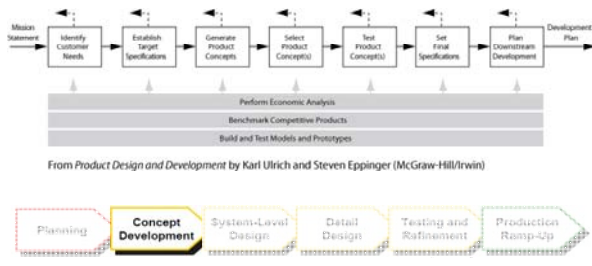 Mission
Statement
Identify
Customer
Needs
Establish
Target
Specifications
Generate
Product
Concepts
Select
Product
Concept(s)
Test
Product
Concept(s)
Set
Final
Specifications
Plan
Downstream
Development
Development
Plan
Perform Economic Analysis
Benchmark Competitive Products
Build and Test Models and Prototypes
From Product Design and Development by Karl Ulrich and Steven Eppinger (McGraw-Hill/Irwin)
Planning
Concept
Development
System-Level
Design
Detail
Design
Testing and
Refinement
Production
Ramp-Up